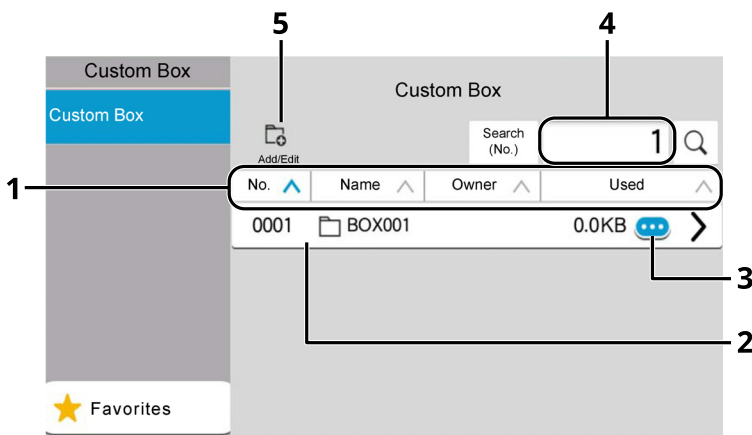 5
4
Custom Box
Custom Box
Custom Box
Search
(No.)
1
Add/Edit
1
No. Name Owner Used
0001 BOX001 0.0KB
3
2
Favorites